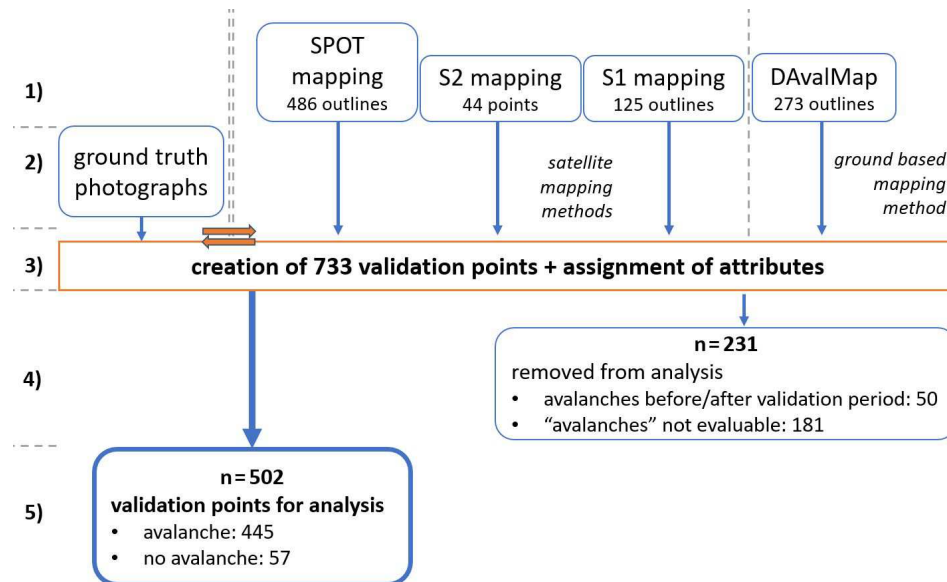 1)
SPOT
mapping
486 outlines
S2 mapping
44 points
S1 mapping
125 outlines
DAvalMap
273 outlines
2)
ground truth
photographs
satellite
mapping
methods
ground based
mapping
method
3)
creation of 733 validation points + assignment of attributes
4)
n = 231
removed from analysis
• avalanches before/after validation period: 50
• “avalanches” not evaluable: 181
5)
n = 502
validation points for analysis
• avalanche: 445
• no avalanche: 57